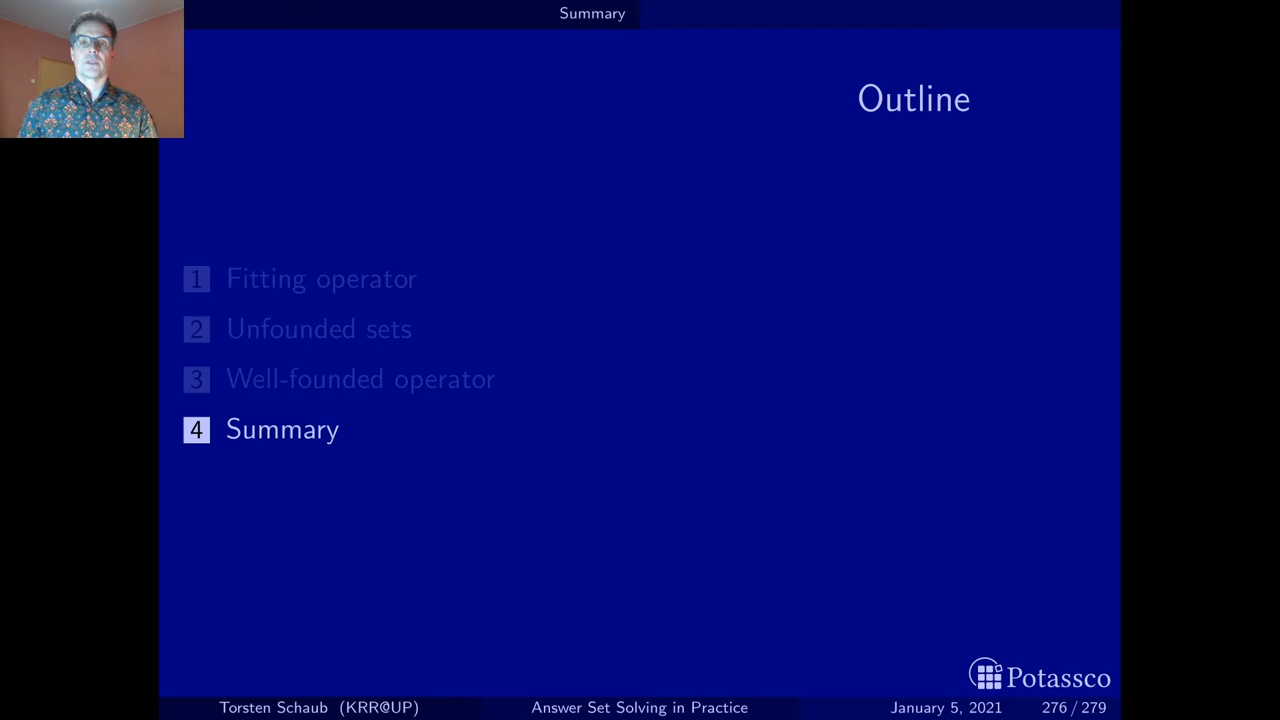 Summary
Outline
1 Fitting operator
2 Unfounded sets
3 Well-founded operator
4 Summary
Potassco
Torsten Schaub (KRR@UP) Answer Set Solving in Practice January 5, 2021 276 / 279